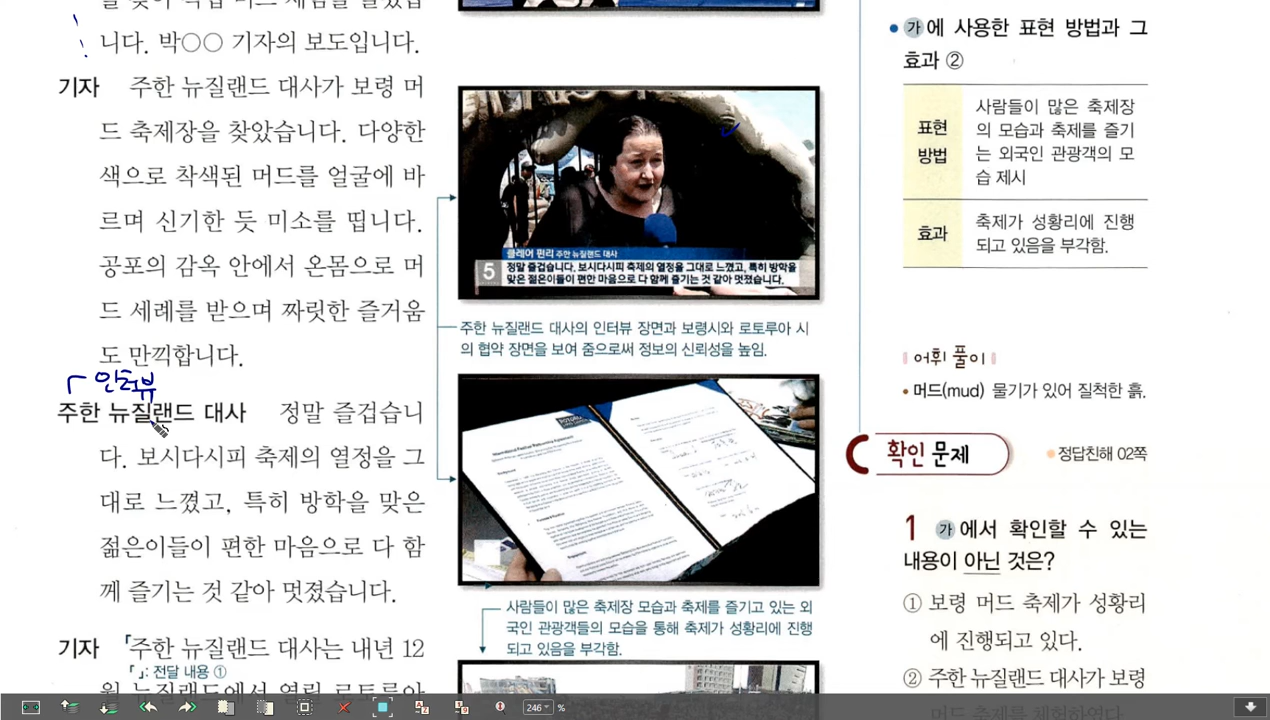 니다. 박○○ 기자의 보도입니다.
기자 주한 뉴질랜드 대사가 보령 머
드 축제장을 찾았습니다. 다양한
색으로 착색된 머드를 얼굴에 바
르며 신기한 듯 미소를 띱니다.
공포의 감옥 안에서 온몸으로 머
드 세례를 받으며 짜릿한 즐거움
도 만끽합니다.
인터뷰
주한 뉴질랜드 대사 정말 즐겁습니
다. 보시다시피 축제의 열정을 그
대로 느꼈고, 특히 방학을 맞은
젊은이들이 편한 마음으로 다 함
께 즐기는 것 같아 멋졌습니다.
기자 「주한 뉴질랜드 대사는 내년 12
「 」: 전달 내용 ①
월 뉴질랜드에서 열릴 로토루아
클레어 펀리 주한 뉴질랜드 대사
5 정말 즐겁습니다. 보시다시피 축제의 열정을 그대로 느꼈고, 특히 방학을
맞은 젊은이들이 편한 마음으로 다 함께 즐기는 것 같아 멋졌습니다.
주한 뉴질랜드 대사의 인터뷰 장면과 보령시와 로토루아 시
의 협약 장면을 보여 줌으로써 정보의 신뢰성을 높임.
사람들이 많은 축제장 모습과 축제를 즐기고 있는 외
국인 관광객들의 모습을 통해 축제가 성황리에 진행
되고 있음을 부각함.
• 가에 사용한 표현 방법과 그
효과 ②
표현
방법
사람들이 많은 축제장
의 모습과 축제를 즐기
는 외국인 관광객의 모
습 제시
효과
축제가 성황리에 진행
되고 있음을 부각함.
어휘 풀이
• 머드(mud) 물기가 있어 질척한 흙.
확인 문제
정답친해 02쪽
1 가에서 확인할 수 있는
내용이 아닌 것은?
① 보령 머드 축제가 성황리
에 진행되고 있다.
② 주한 뉴질랜드 대사가 보령
머드 축제를 체험하였다.
246 %